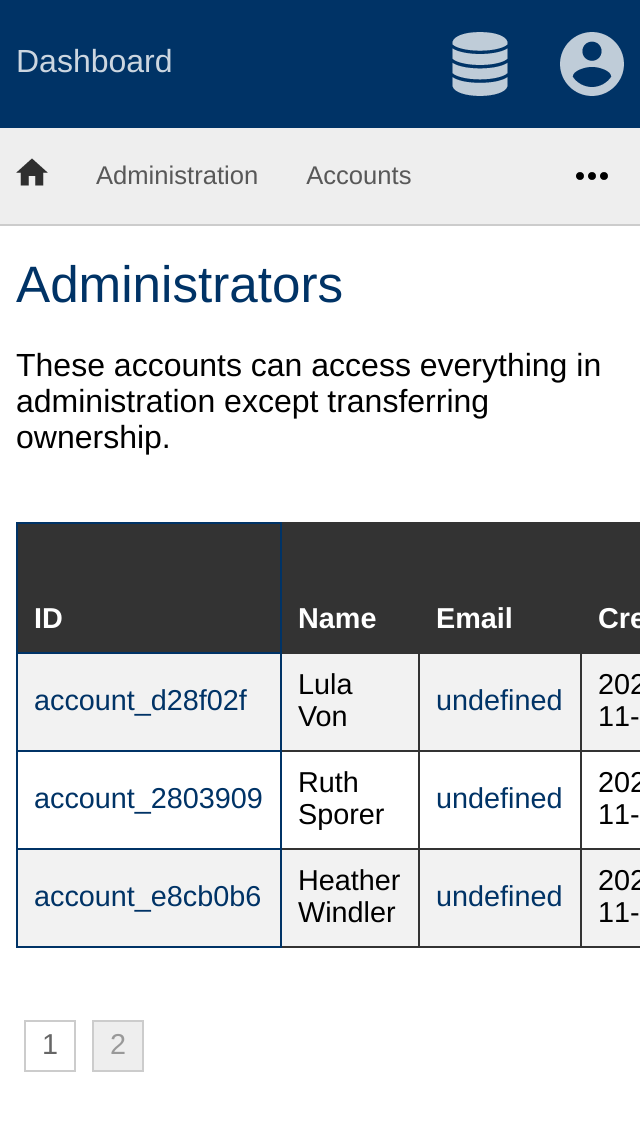 Dashboard
Administration Accounts
Administrators
These accounts can access everything in
administration except transferring
ownership.
ID Name Email Cre
account_d28f02f Lula Von undefined 202 11-
account_2803909 Ruth Sporer undefined 202 11-
account_e8cb0b6 Heather Windler undefined 202 11-
1 2